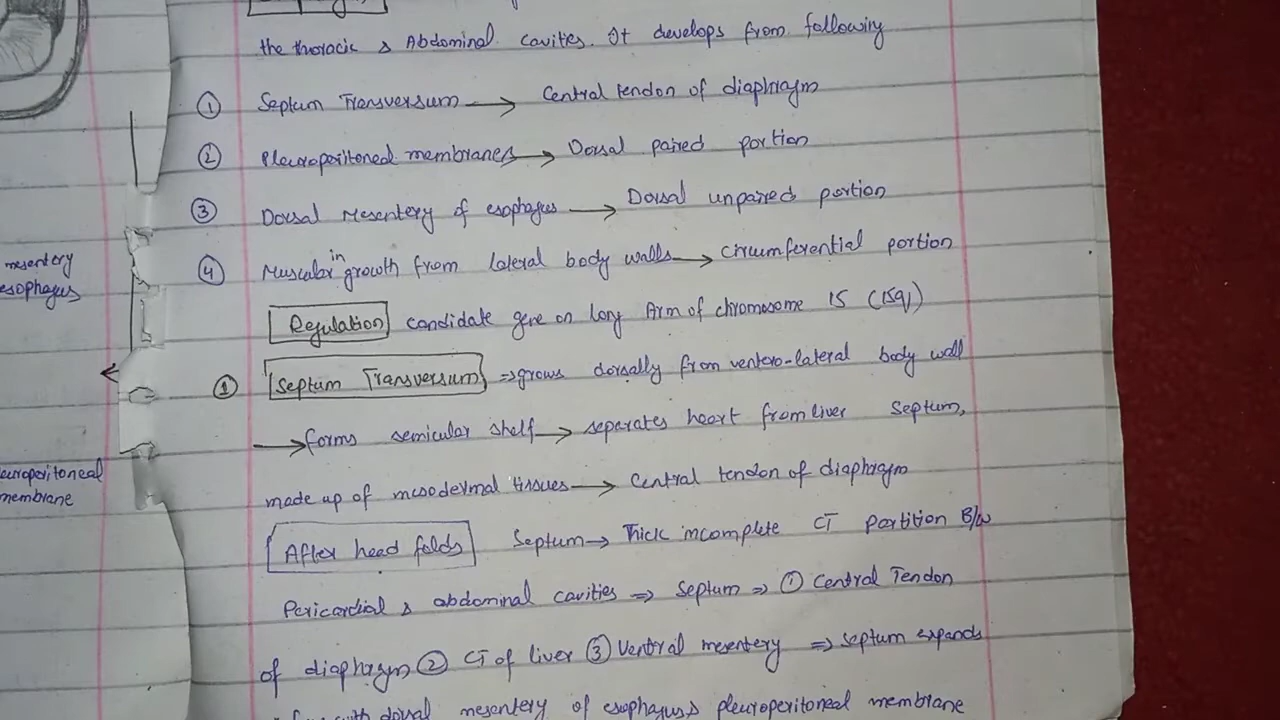 the thoracic & Abdominal cavities. It develops from following
① Septum Transversum → Central tendon of diaphragm
② Pleuroperitoneal membranes → Dorsal paired portion
③ Dorsal Mesentery of esophagus → Dorsal unpaired portion
④ Muscular in growth from lateral body walls → circumferential portion
Regulation candidate gene on long Arm of chromosome 15 (15q)
① Septum Transversum ⇒ grows dorsally from ventero-lateral body wall
→ forms semicular shelf → separates heart from liver Septum,
made up of mesodermal tissues → Central tendon of diaphragm
After head folds Septum → Thick incomplete CT partition B/w
Pericardial & abdominal cavities ⇒ Septum ⇒ ① Central Tendon
of diaphragm ② CT of liver ③ Ventral mesentery ⇒ Septum expands
with dorsal mesentery of esophagus & pleuroperitoneal membrane
mesentery
esophagus
europeritoneal
membrane